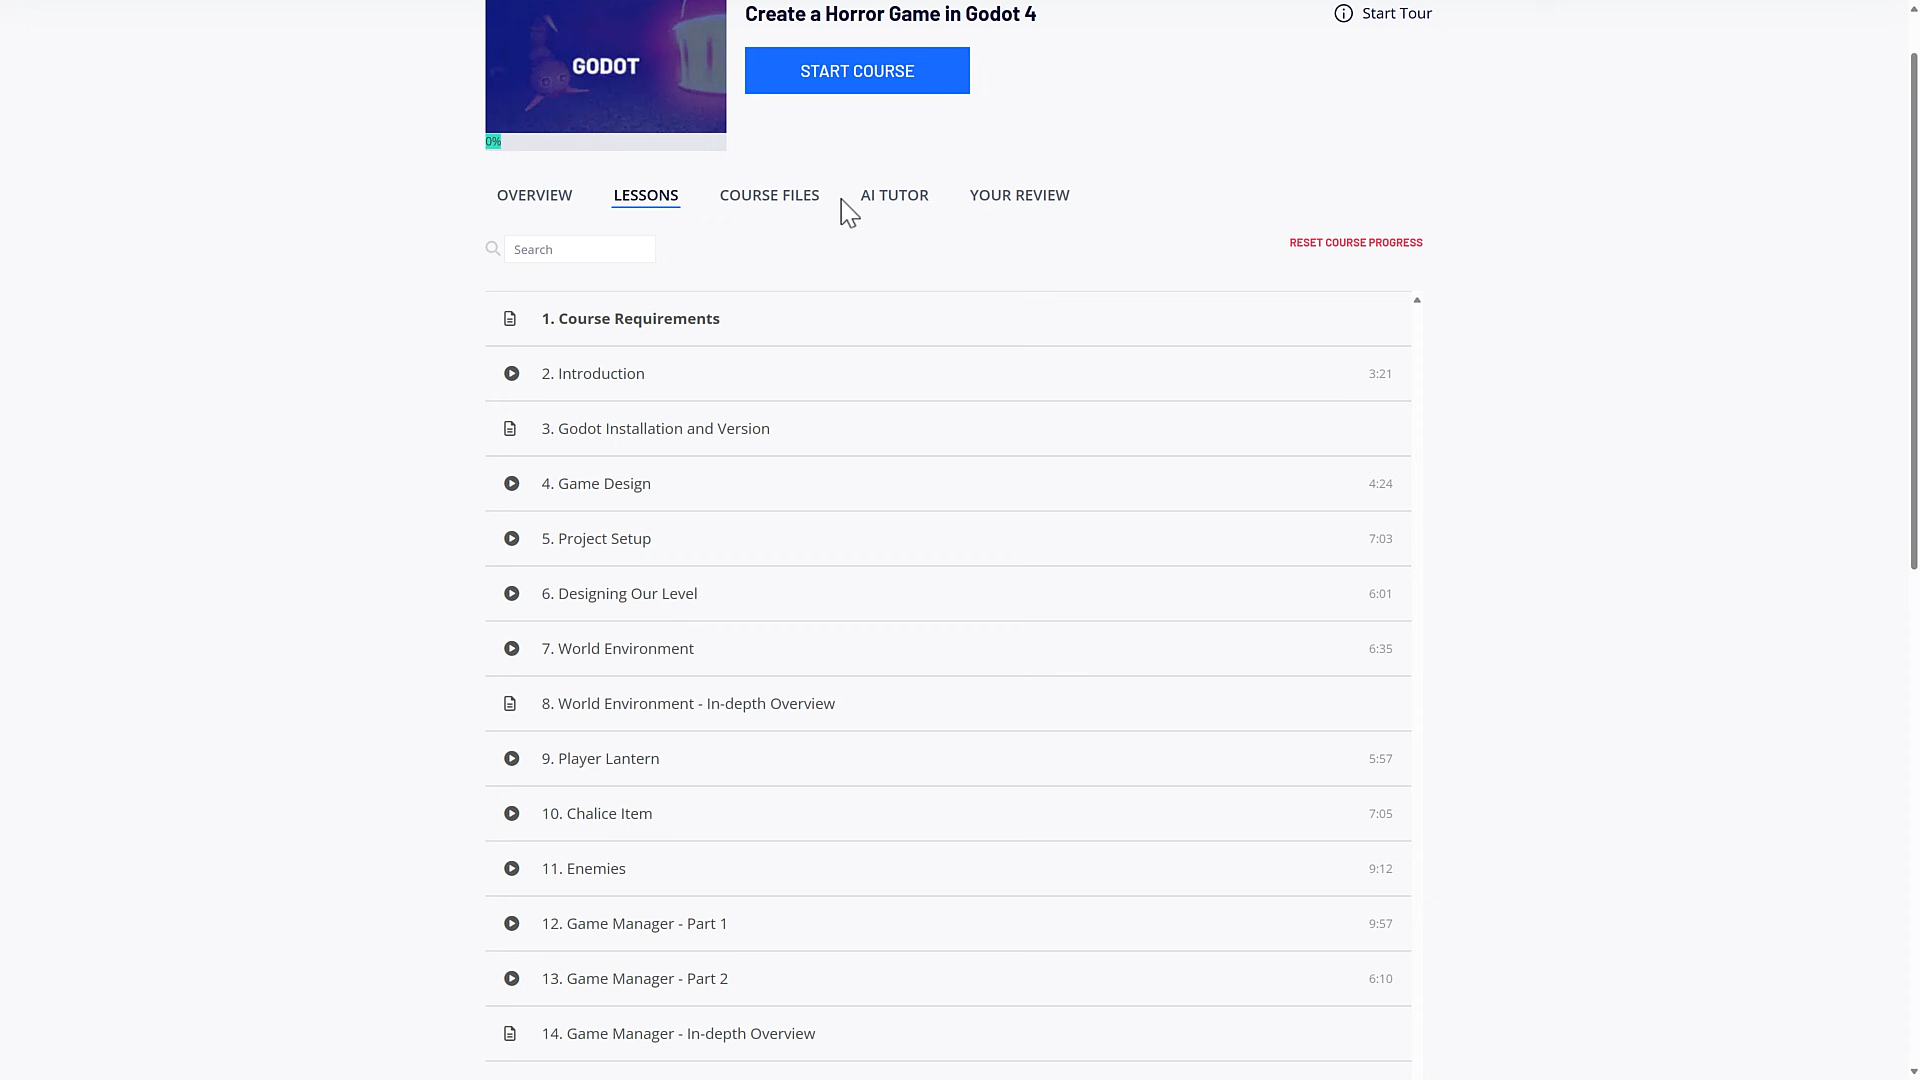 Create a Horror Game in Godot 4
Start Tour
GODOT
START COURSE
0%
OVERVIEW LESSONS COURSE FILES AI TUTOR YOUR REVIEW
Search
RESET COURSE PROGRESS
1. Course Requirements
2. Introduction 3:21
3. Godot Installation and Version
4. Game Design 4:24
5. Project Setup 7:03
6. Designing Our Level 6:01
7. World Environment 6:35
8. World Environment - In-depth Overview
9. Player Lantern 5:57
10. Chalice Item 7:05
11. Enemies 9:12
12. Game Manager - Part 1 9:57
13. Game Manager - Part 2 6:10
14. Game Manager - In-depth Overview